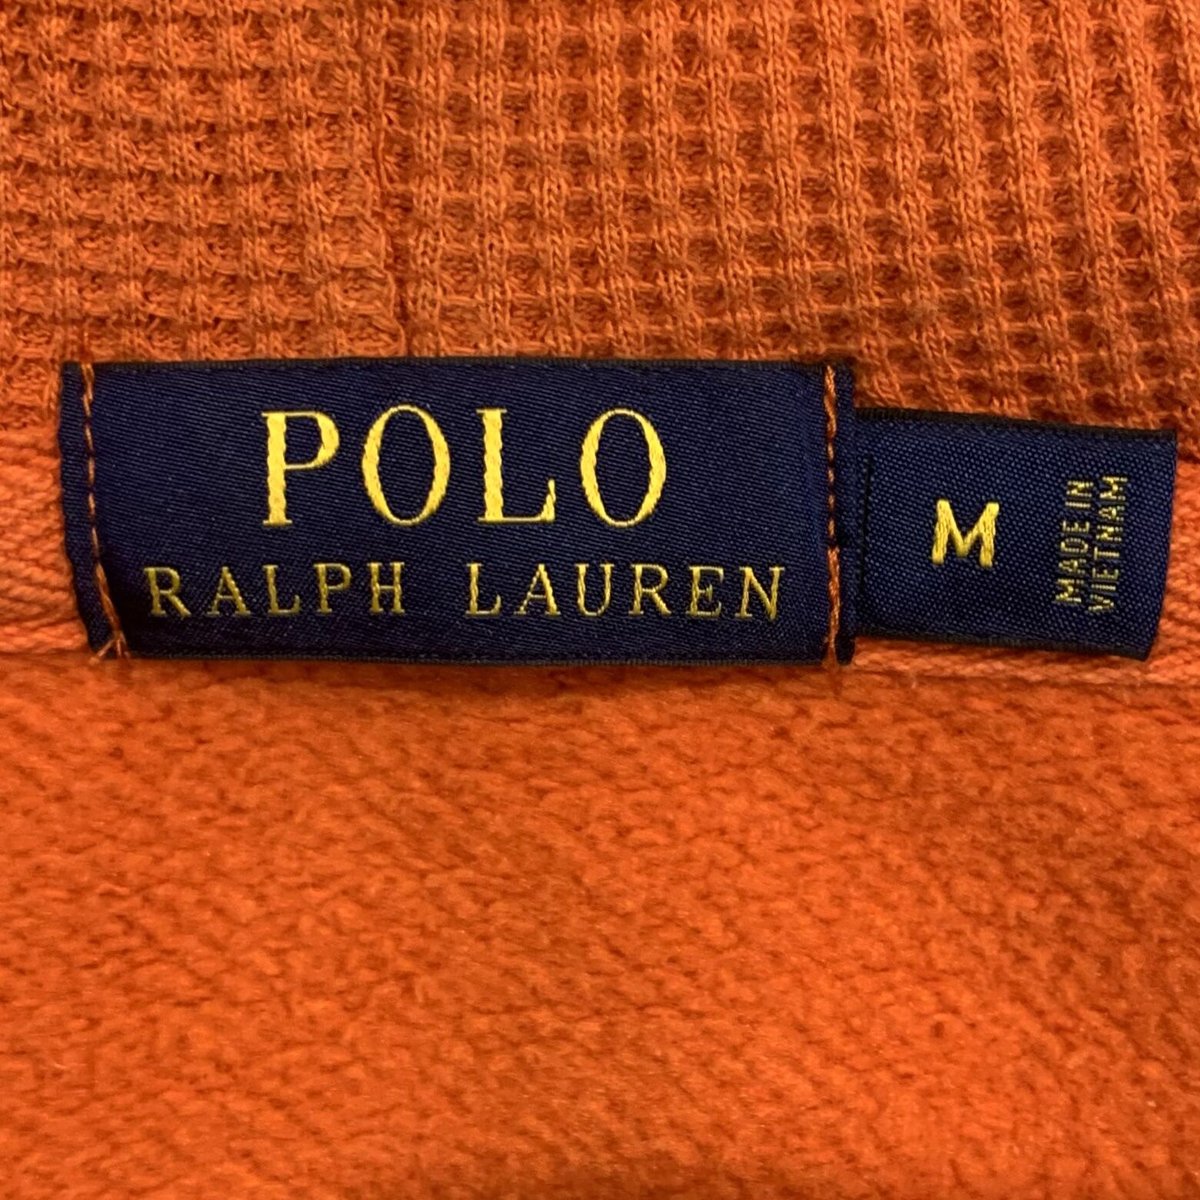 POLO
RALPH LAUREN
M
MADE IN
VIETNAM